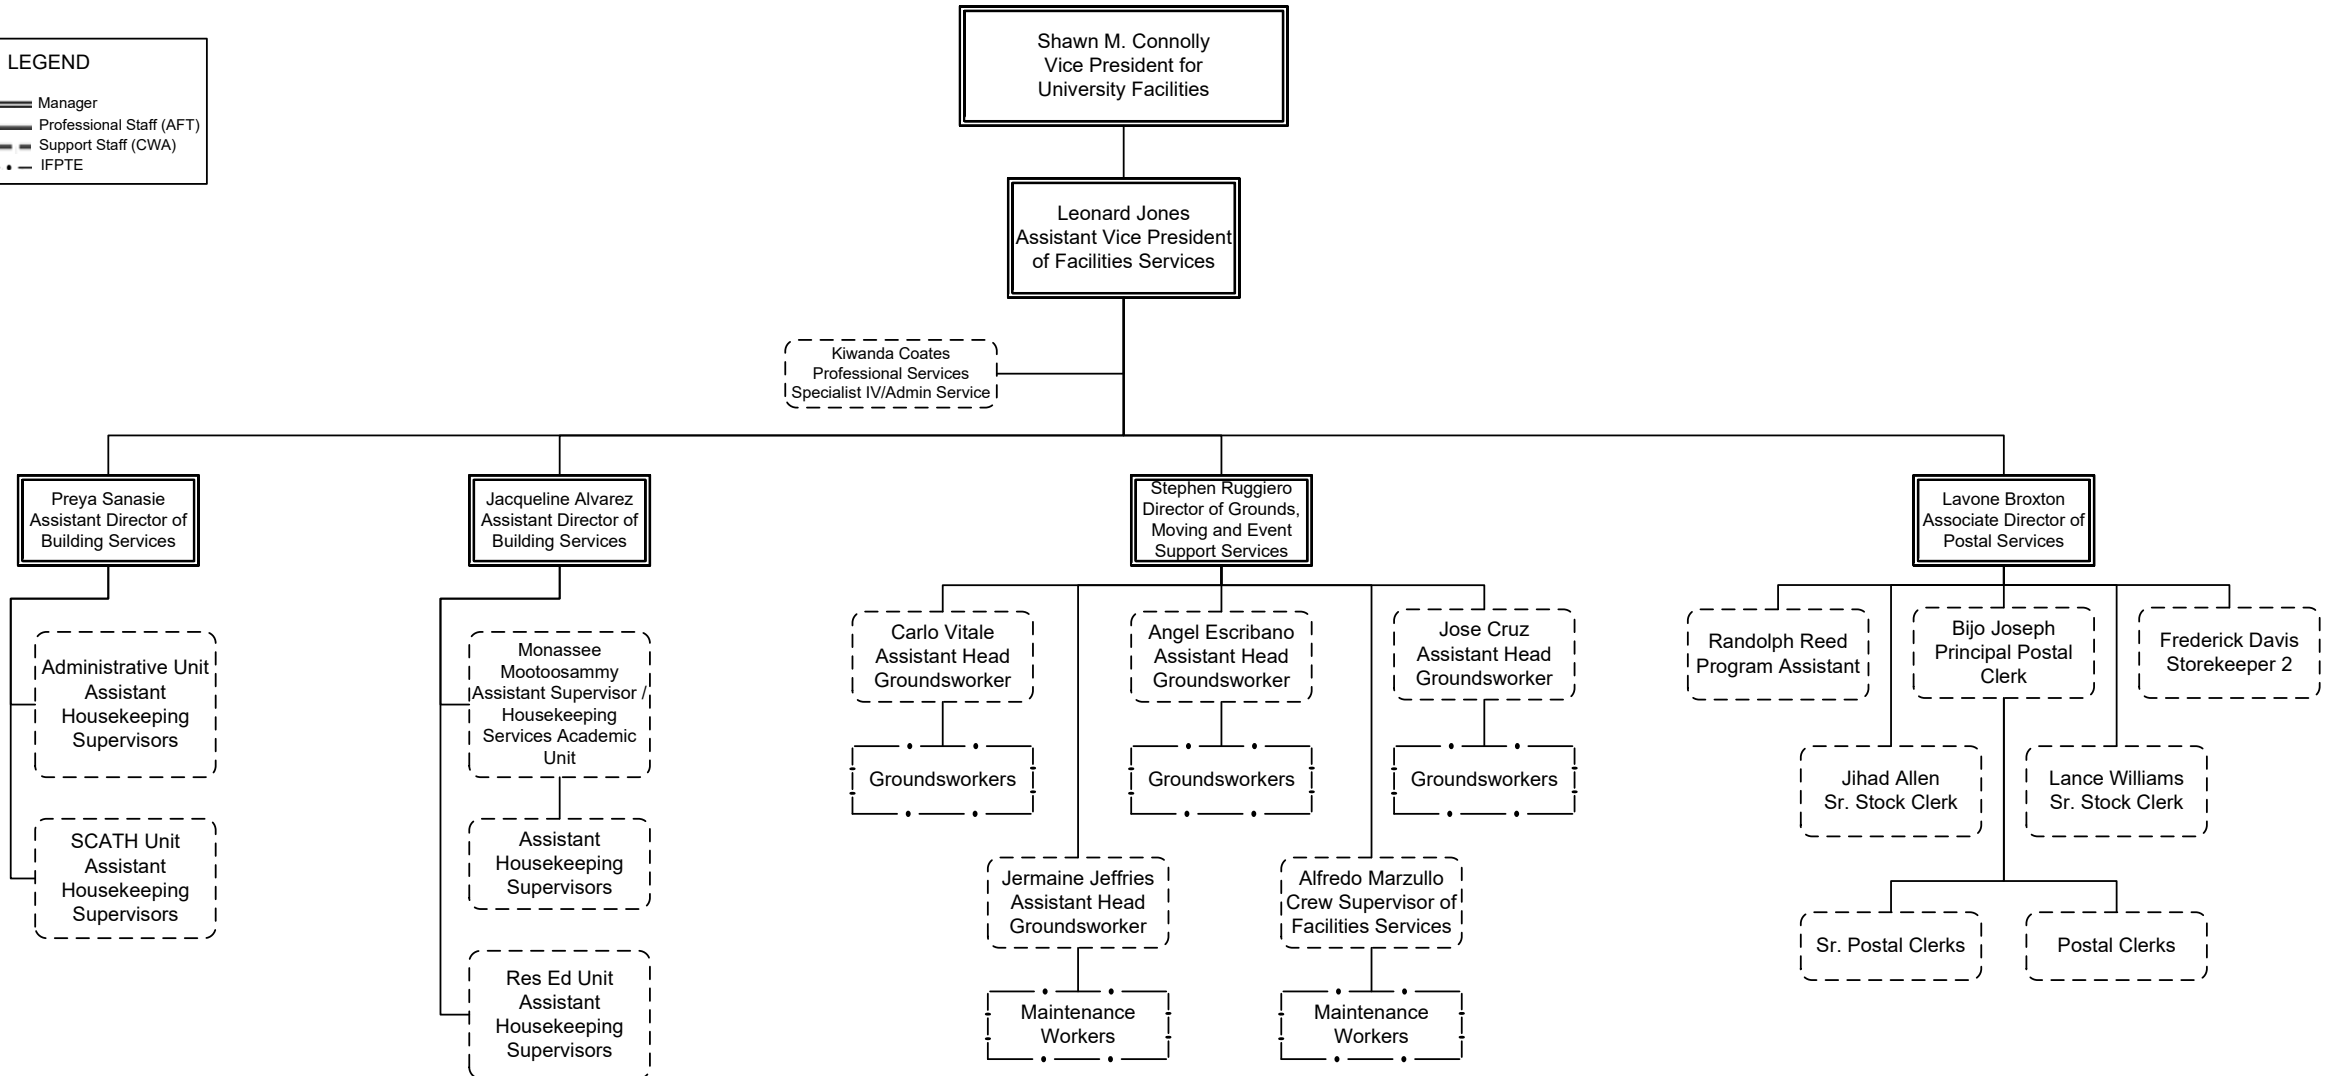 Shawn M. Connolly
Vice President for
University Facilities
LEGEND
Manager
Professional Staff (AFT)
Support Staff (CWA)
IFPTE
Leonard Jones
Assistant Vice President
of Facilities Services
Kiwanda Coates
Professional Services
Specialist IV/Admin Service
Preya Sanasie
Assistant Director of
Building Services
Jacqueline Alvarez
Assistant Director of
Building Services
Stephen Ruggiero
Director of Grounds,
Moving and Event
Support Services
Lavone Broxton
Associate Director of
Postal Services
Administrative Unit
Assistant
Housekeeping
Supervisors
SCATH Unit
Assistant
Housekeeping
Supervisors
Monassee
Mootoosammy
Assistant Supervisor /
Housekeeping
Services Academic
Unit
Assistant
Housekeeping
Supervisors
Res Ed Unit
Assistant
Housekeeping
Supervisors
Carlo Vitale
Assistant Head
Groundsworker
Angel Escribano
Assistant Head
Groundsworker
Jose Cruz
Assistant Head
Groundsworker
Groundsworkers
Groundsworkers
Groundsworkers
Jermaine Jeffries
Assistant Head
Groundsworker
Alfredo Marzullo
Crew Supervisor of
Facilities Services
Maintenance
Workers
Maintenance
Workers
Randolph Reed
Program Assistant
Bijo Joseph
Principal Postal
Clerk
Frederick Davis
Storekeeper 2
Jihad Allen
Sr. Stock Clerk
Lance Williams
Sr. Stock Clerk
Sr. Postal Clerks
Postal Clerks